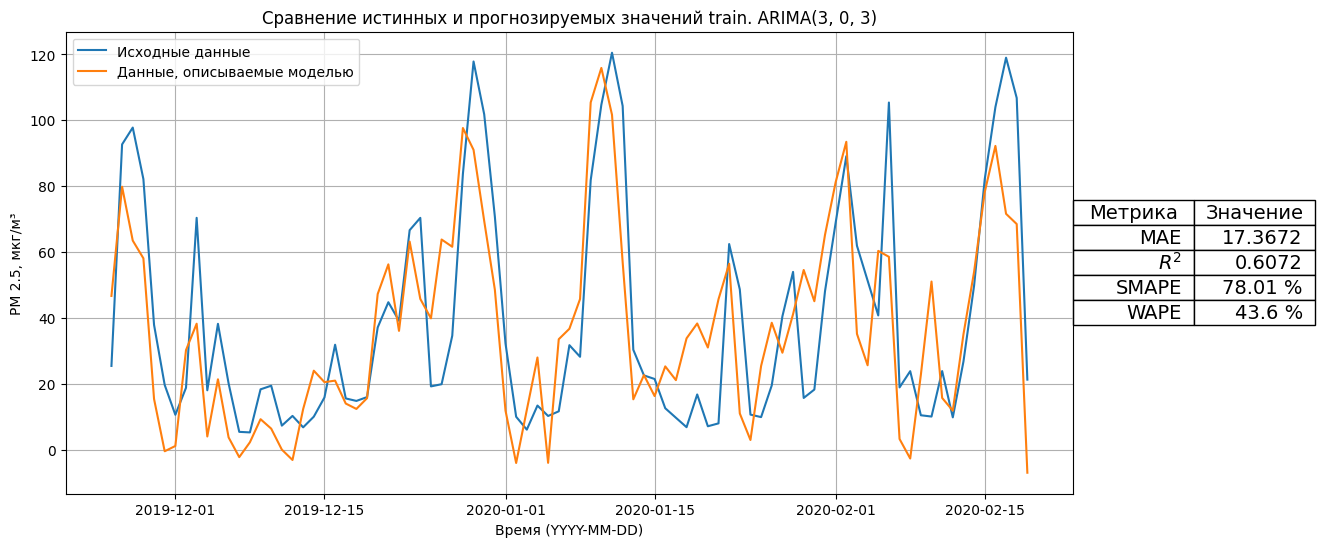 Сравнение истинных и прогнозируемых значений train. ARIMA(3, 0, 3)
Исходные данные
Данные, описываемые моделью
PM 2.5, мкг/м³
120
100
80
60
40
20
0
2019-12-01 2019-12-15 2020-01-01 2020-01-15 2020-02-01 2020-02-15
Время (YYYY-MM-DD)
Метрика Значение
MAE 17.3672
R² 0.6072
SMAPE 78.01 %
WAPE 43.6 %